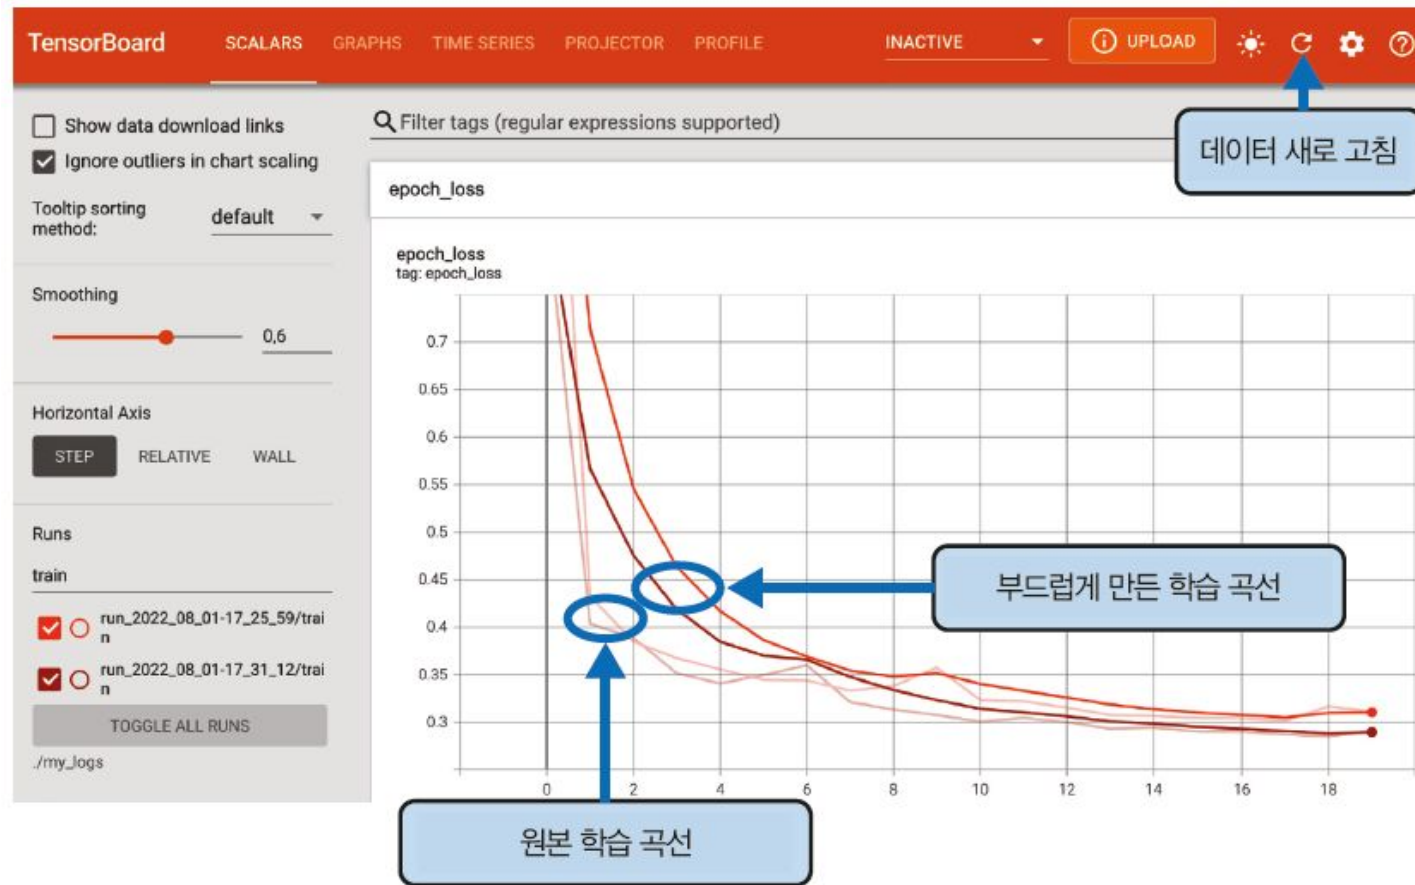 TensorBoard SCALARS GRAPHS TIME SERIES PROJECTOR PROFILE INACTIVE UPLOAD
데이터 새로 고침
Show data download links
Ignore outliers in chart scaling
Tooltip sorting
method:
default
Smoothing
0,6
Horizontal Axis
STEP RELATIVE WALL
Runs
train
run_2022_08_01-17_25_59/trai
n
run_2022_08_01-17_31_12/trai
n
TOGGLE ALL RUNS
./my_logs
Filter tags (regular expressions supported)
epoch_loss
epoch_loss
tag: epoch_loss
0.7
0.65
0.6
0.55
0.5
0.45
0.4
0.35
0.3
0 2 4 6 8 10 12 14 16 18
부드럽게 만든 학습 곡선
원본 학습 곡선